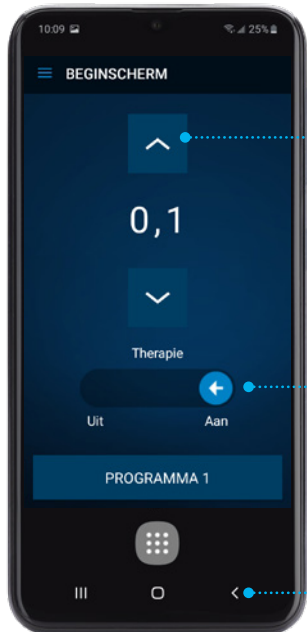 10:09 25%
BEGINSCHERM
0,1
Therapie
Uit Aan
PROGRAMMA 1